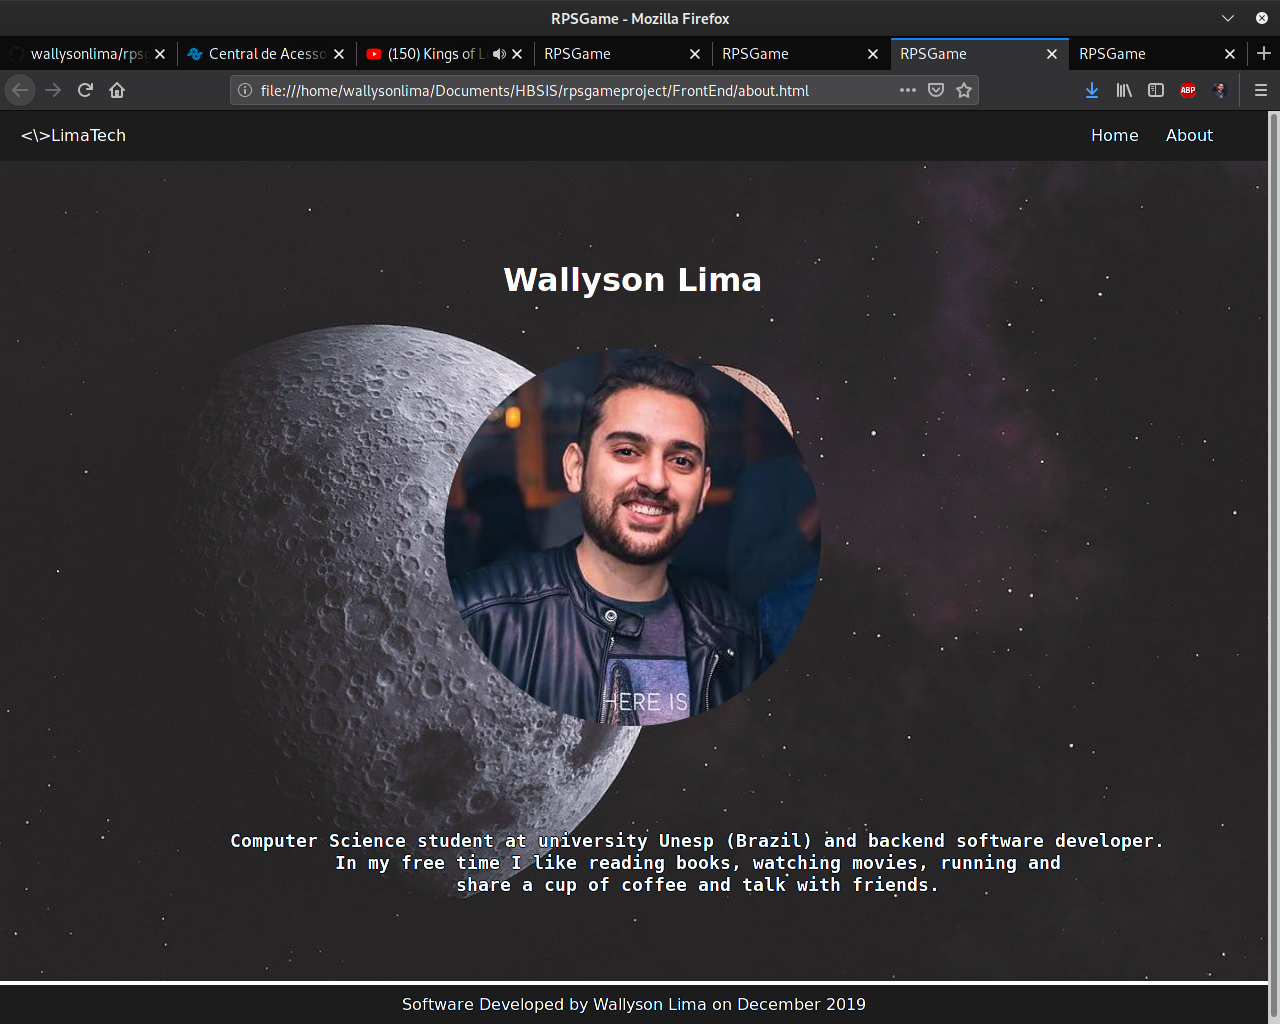 RPSGame - Mozilla Firefox
wallysonlima/rps
Central de Acesso
(150) Kings of L
RPSGame
RPSGame
RPSGame
RPSGame
file:///home/wallysonlima/Documents/HBSIS/rpsgameproject/FrontEnd/about.html
ABP
<\>LimaTech
Home
About
Wallyson Lima
HERE IS
Computer Science student at university Unesp (Brazil) and backend software developer.
In my free time I like reading books, watching movies, running and
share a cup of coffee and talk with friends.
Software Developed by Wallyson Lima on December 2019